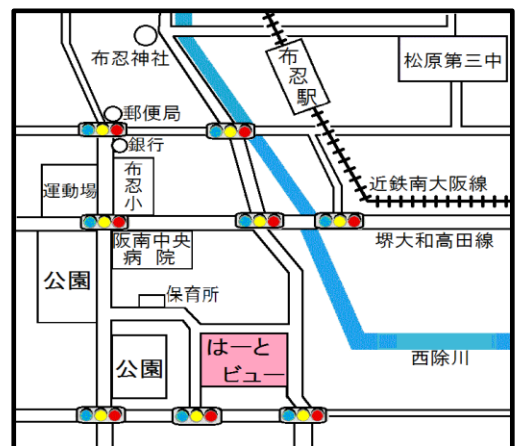 布忍神社
布忍駅
松原第三中
郵便局
銀行
運動場
布忍小
近鉄南大阪線
阪南中央
病院
堺大和高田線
公園
保育所
はーと
ビュー
西除川
公園